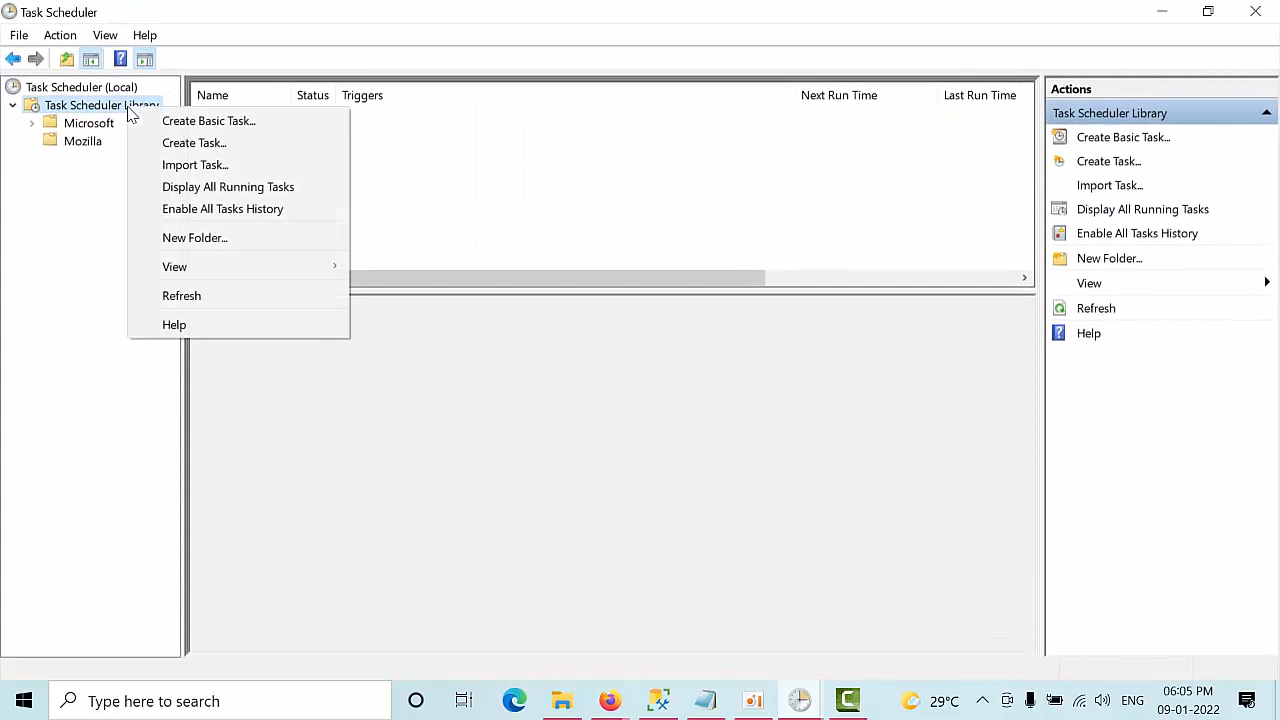 Task Scheduler
File Action View Help
Task Scheduler (Local)
Task Scheduler Library
Microsoft
Mozilla
Create Basic Task...
Create Task...
Import Task...
Display All Running Tasks
Enable All Tasks History
New Folder...
View
Refresh
Help
Name Status Triggers Next Run Time Last Run Time
Actions
Task Scheduler Library
Create Basic Task...
Create Task...
Import Task...
Display All Running Tasks
Enable All Tasks History
New Folder...
View
Refresh
Help
Type here to search
29°C
ENG
06:05 PM
09-01-2022